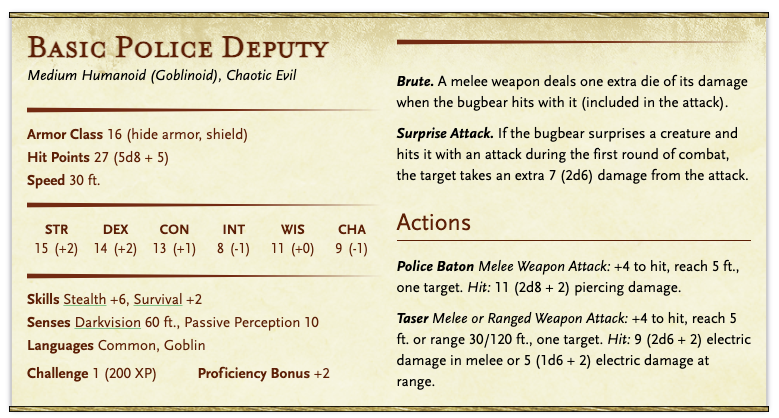 Basic Police Deputy
Medium Humanoid (Goblinoid), Chaotic Evil
Armor Class 16 (hide armor, shield)
Hit Points 27 (5d8 + 5)
Speed 30 ft.
STR DEX CON INT WIS CHA
15 (+2) 14 (+2) 13 (+1) 8 (-1) 11 (+0) 9 (-1)
Skills Stealth +6, Survival +2
Senses Darkvision 60 ft., Passive Perception 10
Languages Common, Goblin
Challenge 1 (200 XP) Proficiency Bonus +2
Brute. A melee weapon deals one extra die of its damage
when the bugbear hits with it (included in the attack).
Surprise Attack. If the bugbear surprises a creature and
hits it with an attack during the first round of combat,
the target takes an extra 7 (2d6) damage from the attack.
Actions
Police Baton Melee Weapon Attack: +4 to hit, reach 5 ft.,
one target. Hit: 11 (2d8 + 2) piercing damage.
Taser Melee or Ranged Weapon Attack: +4 to hit, reach 5
ft. or range 30/120 ft., one target. Hit: 9 (2d6 + 2) electric
damage in melee or 5 (1d6 + 2) electric damage at
range.